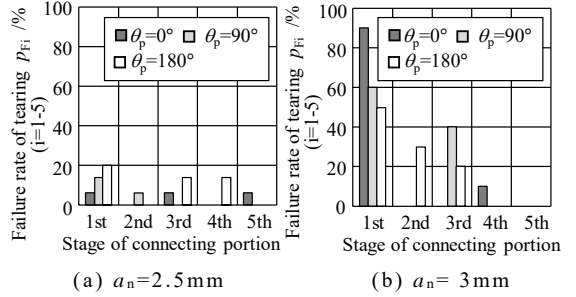 Failure rate of tearing pFi /%
(i=1-5)
100
80
60
40
20
0
θp=0° θp=90°
θp=180°
1st 2nd 3rd 4th 5th
Stage of connecting portion
(a) an=2.5mm
Failure rate of tearing pFi /%
(i=1-5)
100
80
60
40
20
0
θp=0° θp=90°
θp=180°
1st 2nd 3rd 4th 5th
Stage of connecting portion
(b) an= 3mm